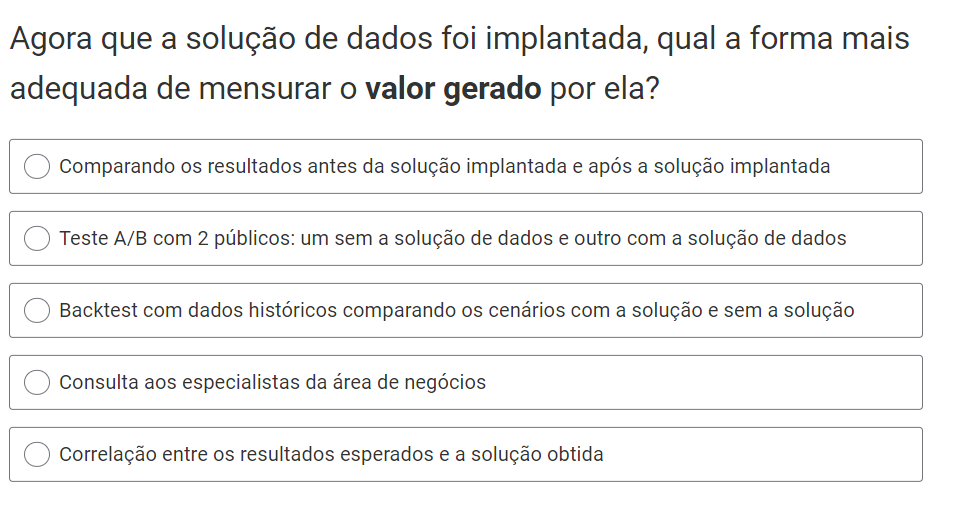 Agora que a solução de dados foi implantada, qual a forma mais
adequada de mensurar o valor gerado por ela?
Comparando os resultados antes da solução implantada e após a solução implantada
Teste A/B com 2 públicos: um sem a solução de dados e outro com a solução de dados
Backtest com dados históricos comparando os cenários com a solução e sem a solução
Consulta aos especialistas da área de negócios
Correlação entre os resultados esperados e a solução obtida